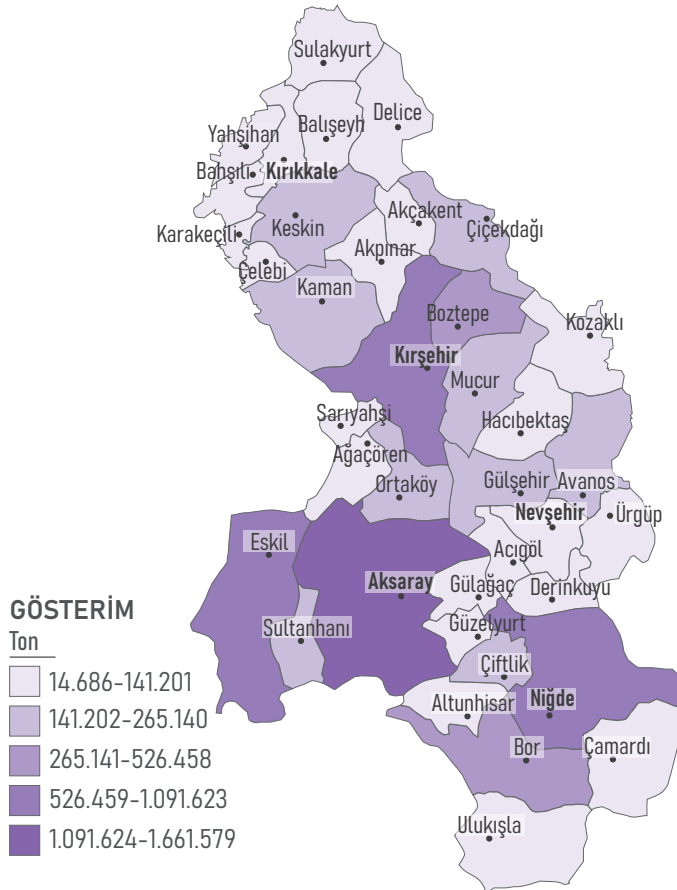 Sulakyurt
Delice
Balışeyh
Yahşihan
Bahşılı
Kırıkkale
Akçakent
Keskin
Çiçekdağı
Karakeçili
Akpınar
Çelebi
Kaman
Boztepe
Kozaklı
Kırşehir
Mucur
Sarıyahşi
Hacıbektaş
Ağaçören
Ortaköy
Gülşehir
Avanos
Nevşehir
Ürgüp
Eskil
Acıgöl
Aksaray
Gülağaç
Derinkuyu
Sultanhanı
Güzelyurt
Çiftlik
Altunhisar
Niğde
Bor
Çamardı
Ulukışla
GÖSTERİM
Ton
14.686-141.201
141.202-265.140
265.141-526.458
526.459-1.091.623
1.091.624-1.661.579